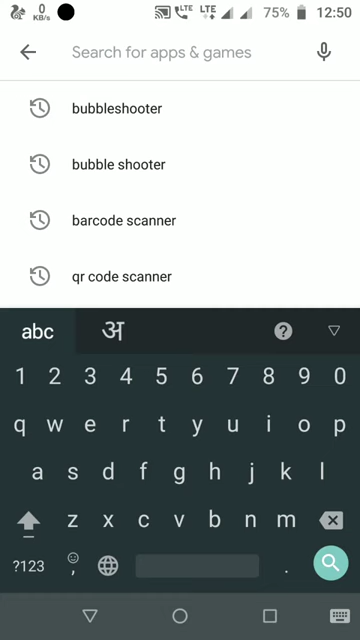 0
KB/s
LTE
LTE
75%
12:50
Search for apps & games
bubbleshooter
bubble shooter
barcode scanner
qr code scanner
abc
अ
?
1 2 3 4 5 6 7 8 9 0
q w e r t y u i o p
a s d f g h j k l
z x c v b n m
?123
,
.